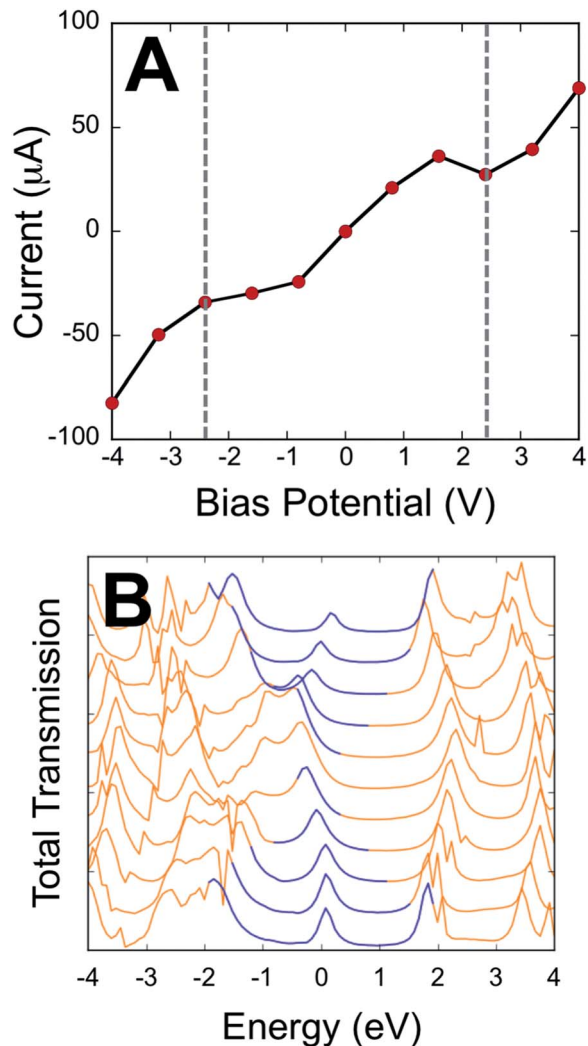 A
100
50
0
-50
-100
Current (μA)
-4 -3 -2 -1 0 1 2 3 4
Bias Potential (V)
B
Total Transmission
-4 -3 -2 -1 0 1 2 3 4
Energy (eV)